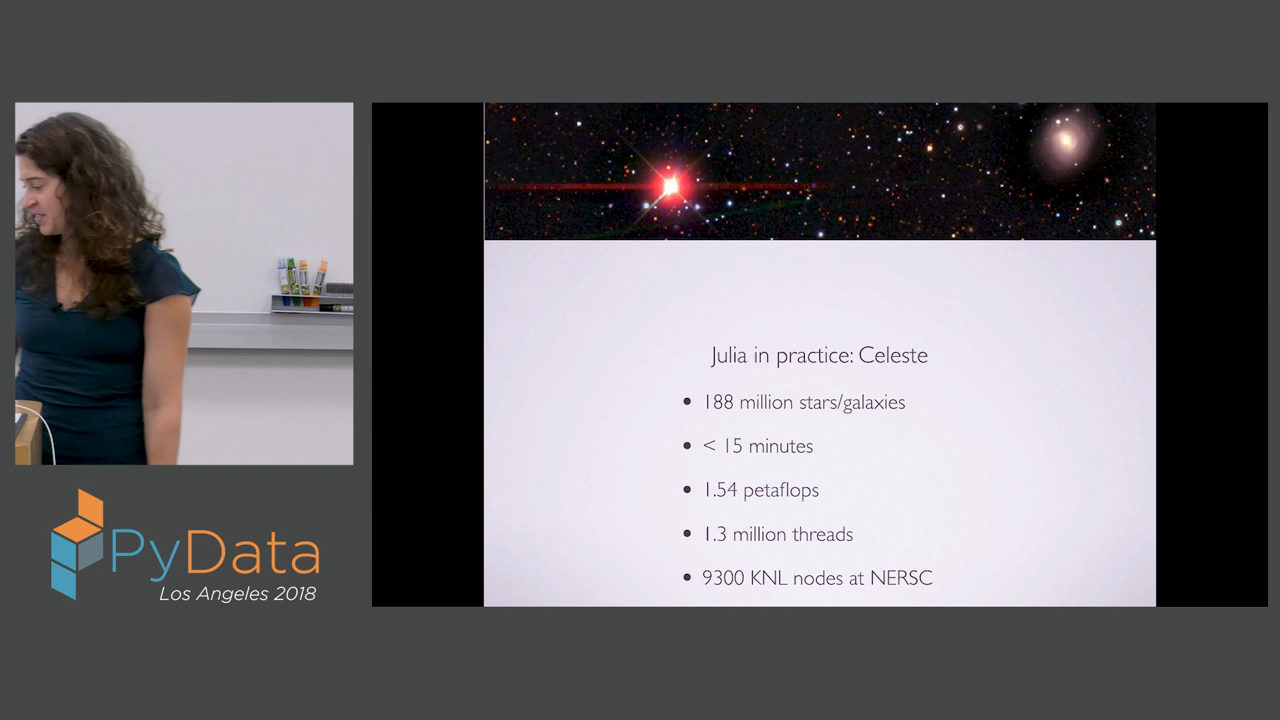 Julia in practice: Celeste
188 million stars/galaxies
< 15 minutes
1.54 petaflops
1.3 million threads
9300 KNL nodes at NERSC
PyData
Los Angeles 2018